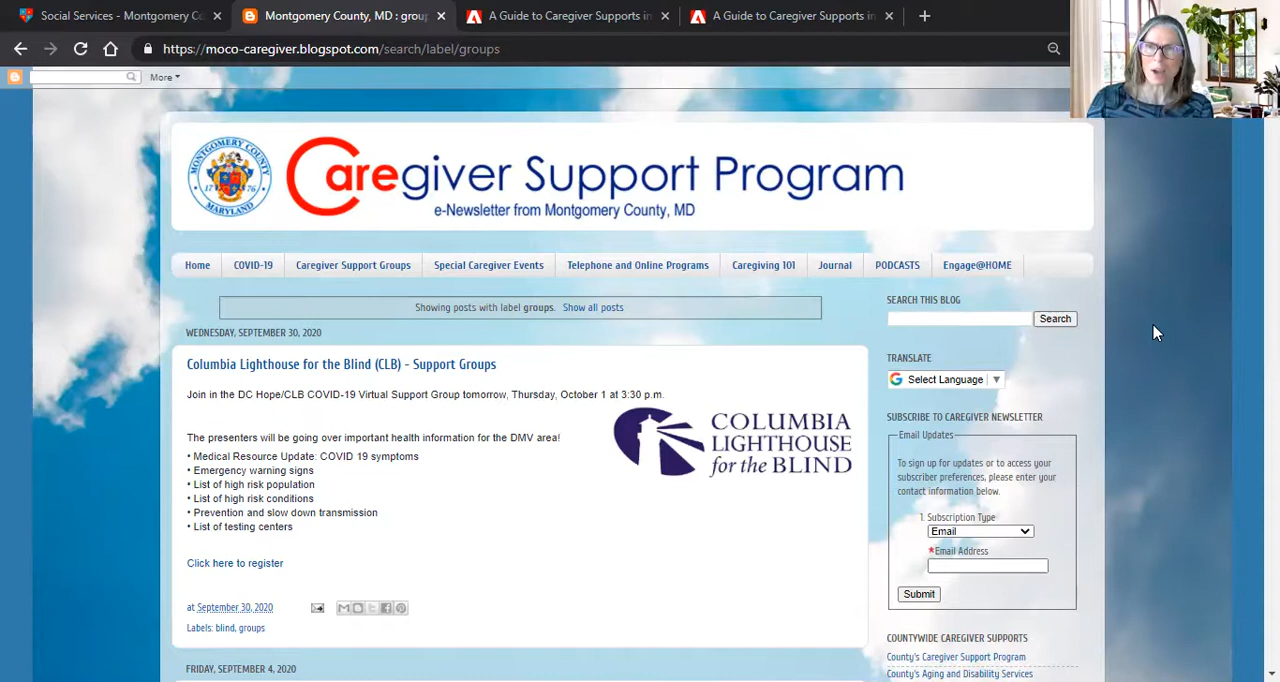 Social Services - Montgomery Co
Montgomery County, MD : grou
A Guide to Caregiver Supports in
A Guide to Caregiver Supports in
https://moco-caregiver.blogspot.com/search/label/groups
More
MONTGOMERY COUNTY
17 76
MARYLAND
Caregiver Support Program
e-Newsletter from Montgomery County, MD
Home
COVID-19
Caregiver Support Groups
Special Caregiver Events
Telephone and Online Programs
Caregiving 101
Journal
PODCASTS
Engage@HOME
Showing posts with label groups. Show all posts
WEDNESDAY, SEPTEMBER 30, 2020
Columbia Lighthouse for the Blind (CLB) - Support Groups
Join in the DC Hope/CLB COVID-19 Virtual Support Group tomorrow, Thursday, October 1 at 3:30 p.m.
COLUMBIA
LIGHTHOUSE
for the BLIND
The presenters will be going over important health information for the DMV area!
• Medical Resource Update: COVID 19 symptoms
• Emergency warning signs
• List of high risk population
• List of high risk conditions
• Prevention and slow down transmission
• List of testing centers
Click here to register
at September 30, 2020
Labels: blind, groups
FRIDAY, SEPTEMBER 4, 2020
SEARCH THIS BLOG
Search
TRANSLATE
Select Language
SUBSCRIBE TO CAREGIVER NEWSLETTER
Email Updates
To sign up for updates or to access your
subscriber preferences, please enter your
contact information below.
1. Subscription Type
Email
*Email Address
Submit
COUNTYWIDE CAREGIVER SUPPORTS
County's Caregiver Support Program
County's Aging and Disability Services